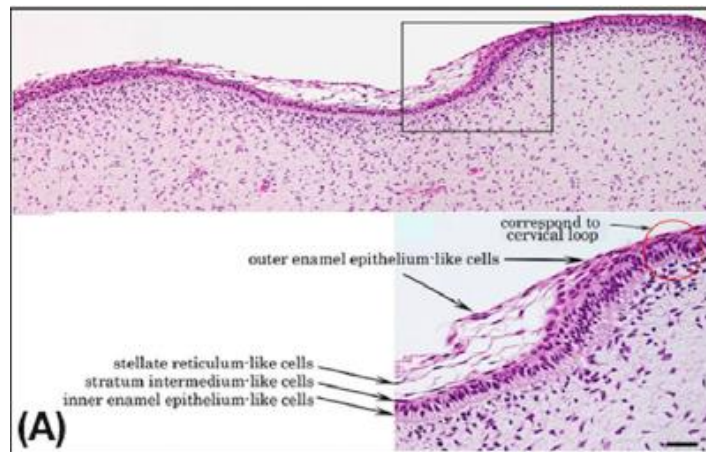 correspond to
cervical loop
outer enamel epithelium-like cells
stellate reticulum-like cells
stratum intermedium-like cells
inner enamel epithelium-like cells
(A)